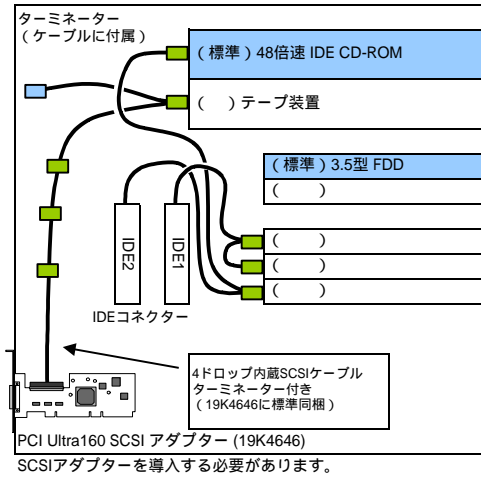 ターミネーター
（ケーブルに付属）
（標準）48倍速 IDE CD-ROM
（　）テープ装置
（標準）3.5型 FDD
（　　）
（　　）
（　　）
（　　）
IDE2
IDE1
IDEコネクター
4ドロップ内蔵SCSIケーブル
ターミネーター付き
（19K4646に標準同梱）
PCI Ultra160 SCSI アダプター (19K4646)
SCSIアダプターを導入する必要があります。